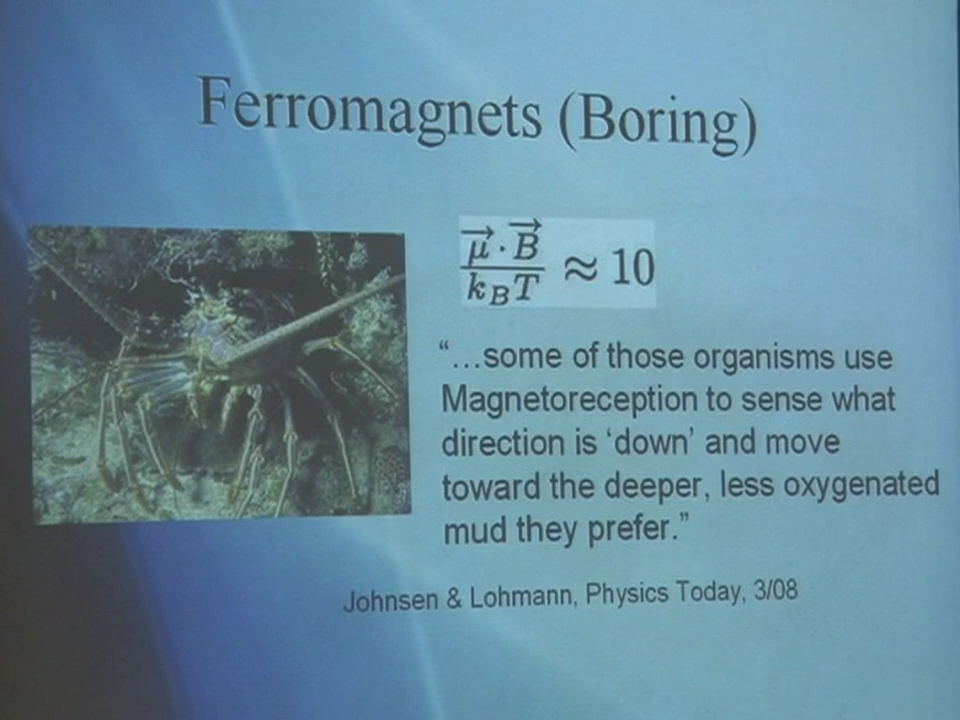 Ferromagnets (Boring)
μ⃗ · B⃗ / k_B T ≈ 10
“…some of those organisms use
Magnetoreception to sense what
direction is ‘down’ and move
toward the deeper, less oxygenated
mud they prefer.”
Johnsen & Lohmann, Physics Today, 3/08